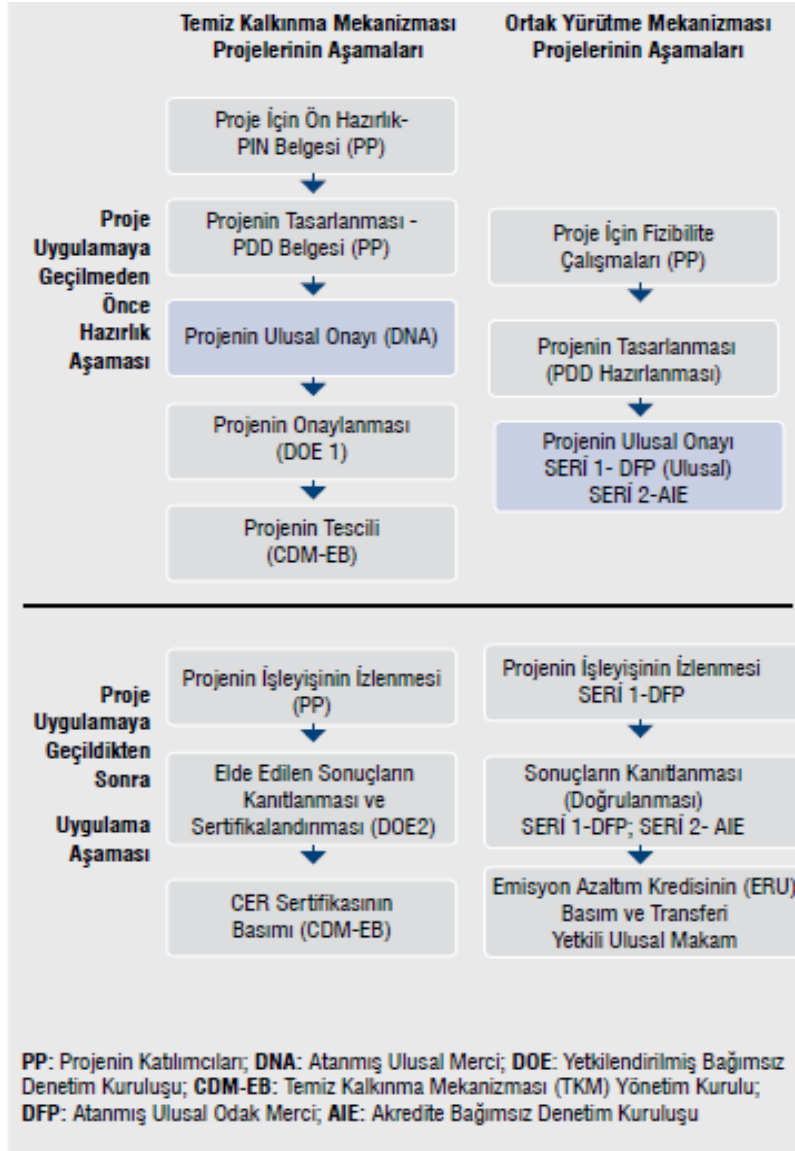 Temiz Kalkınma Mekanizması
Projelerinin Aşamaları
Ortak Yürütme Mekanizması
Projelerinin Aşamaları
Proje
Uygulamaya
Geçilmeden
Önce
Hazırlık
Aşaması
Proje İçin Ön Hazırlık-
PIN Belgesi (PP)
Projenin Tasarlanması -
PDD Belgesi (PP)
Projenin Ulusal Onayı (DNA)
Projenin Onaylanması
(DOE 1)
Projenin Tescili
(CDM-EB)
Proje İçin Fizibilite
Çalışmaları (PP)
Projenin Tasarlanması
(PDD Hazırlanması)
Projenin Ulusal Onayı
SERİ 1- DFP (Ulusal)
SERİ 2-AIE
Proje
Uygulamaya
Geçildikten
Sonra
Uygulama
Aşaması
Projenin İşleyişinin İzlenmesi
(PP)
Elde Edilen Sonuçların
Kanıtlanması ve
Sertifikalandırıması (DOE2)
CER Sertifikasının
Basımı (CDM-EB)
Projenin İşleyişinin İzlenmesi
SERİ 1-DFP
Sonuçların Kanıtlanması
(Doğrulanması)
SERİ 1-DFP; SERİ 2- AIE
Emisyon Azaltım Kredisinin (ERU)
Basım ve Transferi
Yetkili Ulusal Makam
PP: Projenin Katılımcıları; DNA: Atanmış Ulusal Merci; DOE: Yetkilendirilmiş Bağımsız
Denetim Kuruluşu; CDM-EB: Temiz Kalkınma Mekanizması (TKM) Yönetim Kurulu;
DFP: Atanmış Ulusal Odak Merci; AIE: Akredite Bağımsız Denetim Kuruluşu